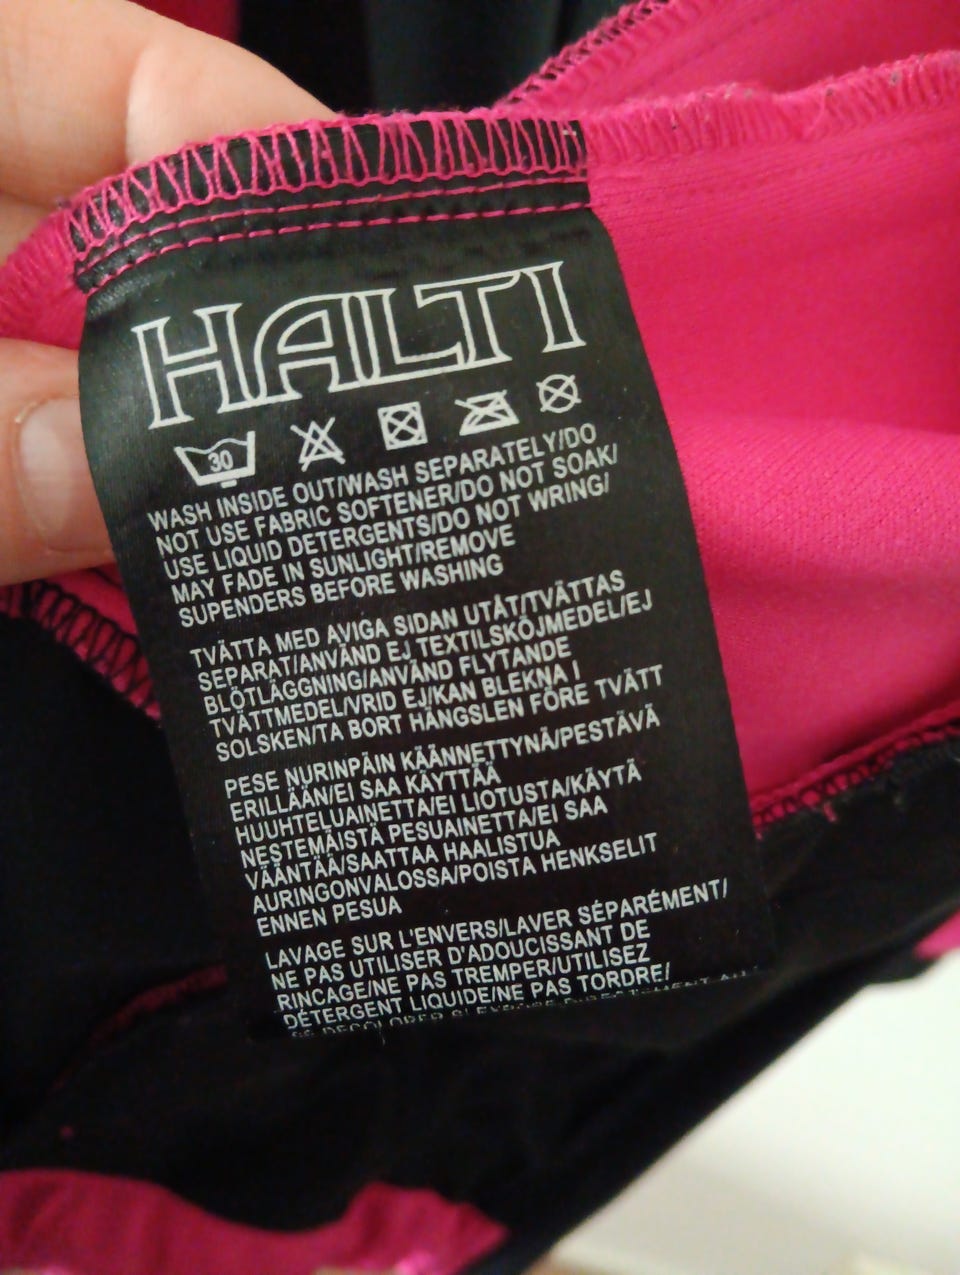 HALTI
30
WASH INSIDE OUT/WASH SEPARATELY/DO
NOT USE FABRIC SOFTENER/DO NOT SOAK/
USE LIQUID DETERGENTS/DO NOT WRING/
MAY FADE IN SUNLIGHT/REMOVE
SUPENDERS BEFORE WASHING
TVÄTTA MED AVIGA SIDAN UTÅT/TVÄTTAS
SEPARAT/ANVÄND EJ TEXTILSKÖJMEDEL/EJ
BLÖTLÄGGNING/ANVÄND FLYTANDE
TVÄTTMEDEL/VRID EJ/KAN BLEKNA I
SOLSKEN/TA BORT HÄNGSLEN FÖRE TVÄTT
PESE NURINPÄIN KÄÄNNETTYNÄ/PESTÄVÄ
ERILLÄÄN/EI SAA KÄYTTÄÄ
HUUHTELUAINETTA/EI LIOTUSTA/KÄYTÄ
NESTEMÄISTÄ PESUAINETTA/EI SAA
VÄÄNTÄÄ/SAATTAA HAALISTUA
AURINGONVALOSSA/POISTA HENKSELIT
ENNEN PESUA
LAVAGE SUR L'ENVERS/LAVER SÉPARÉMENT/
NE PAS UTILISER D'ADOUCISSANT DE
RINCAGE/NE PAS TREMPER/UTILISEZ
DÉTERGENT LIQUIDE/NE PAS TORDRE/
DECOLORER